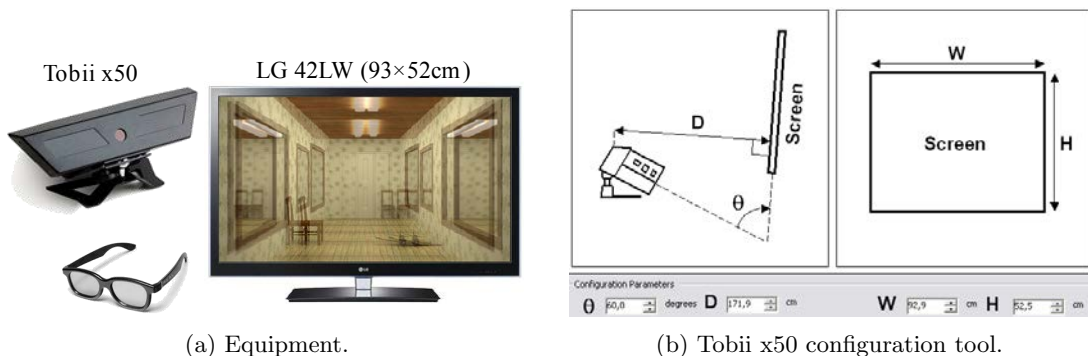 Tobii x50
LG 42LW (93×52cm)
LG
(a) Equipment.
D
Screen
θ
W
Screen
H
Configuration Parameters
θ 60,0 degrees D 171,9 cm W 92,9 cm H 52,5 cm
(b) Tobii x50 configuration tool.